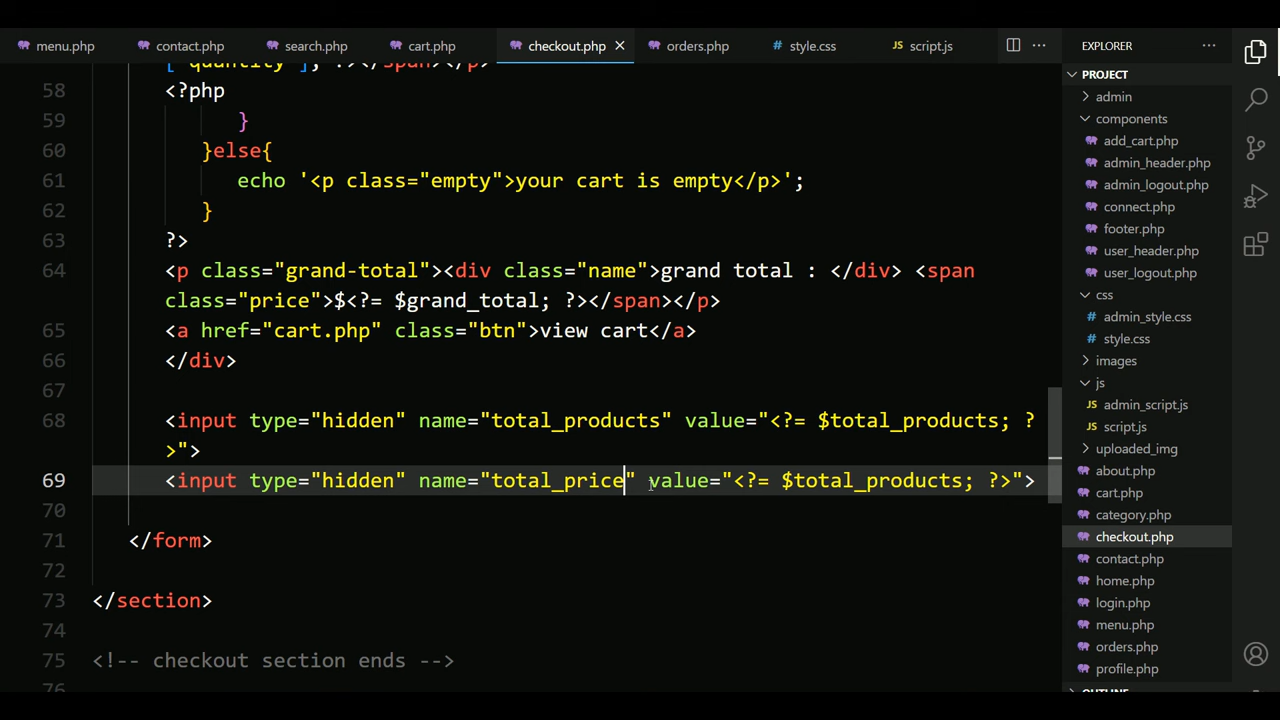 menu.php contact.php search.php cart.php checkout.php orders.php style.css script.js
["quantity"]; ?></span></p>
58 <?php
59 }
60 }else{
61 echo '<p class="empty">your cart is empty</p>';
62 }
63 ?>
64 <p class="grand-total"><div class="name">grand total : </div> <span
class="price">$<?= $grand_total; ?></span></p>
65 <a href="cart.php" class="btn">view cart</a>
66 </div>
67
68 <input type="hidden" name="total_products" value="<?= $total_products; ?
>">
69 <input type="hidden" name="total_price" value="<?= $total_products; ?>">
70
71 </form>
72
73 </section>
74
75 <!-- checkout section ends -->
76
EXPLORER
PROJECT
admin
components
add_cart.php
admin_header.php
admin_logout.php
connect.php
footer.php
user_header.php
user_logout.php
css
admin_style.css
style.css
images
js
admin_script.js
script.js
uploaded_img
about.php
cart.php
category.php
checkout.php
contact.php
home.php
login.php
menu.php
orders.php
profile.php
OUTLINE